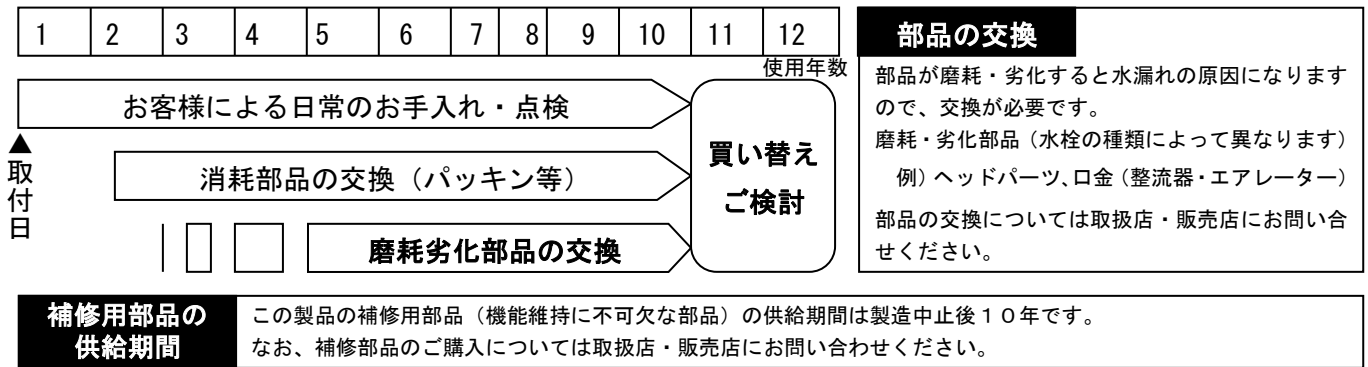 1 2 3 4 5 6 7 8 9 10 11 12
使用年数
お客様による日常のお手入れ・点検
▲取付日
消耗部品の交換（パッキン等）
磨耗劣化部品の交換
買い替え
ご検討
部品の交換
部品が磨耗・劣化すると水漏れの原因になります
ので、交換が必要です。
磨耗・劣化部品（水栓の種類によって異なります）
例）ヘッドパーツ、口金（整流器・エアレーター）
部品の交換については取扱店・販売店にお問い合
せください。
補修用部品の
供給期間
この製品の補修用部品（機能維持に不可欠な部品）の供給期間は製造中止後１０年です。
なお、補修部品のご購入については取扱店・販売店にお問い合わせください。